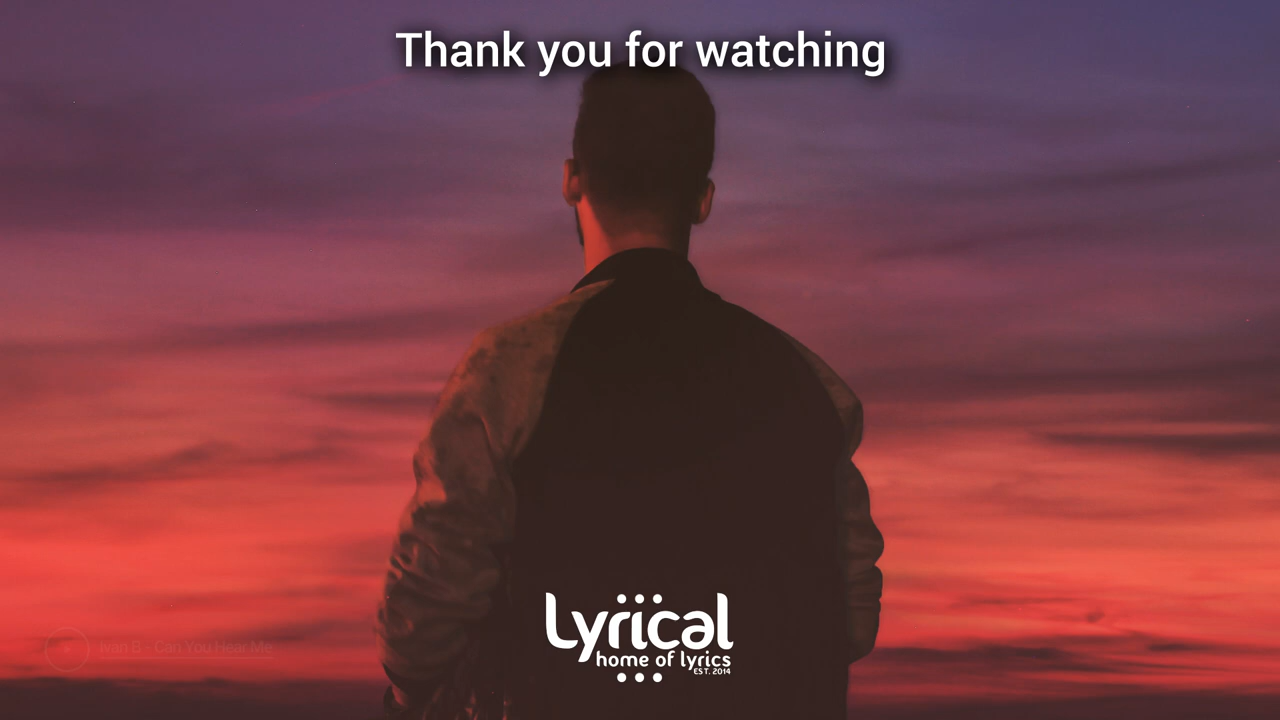 Thank you for watching
Lyrical
home of lyrics
EST. 2014
Ivan B - Can You Hear Me